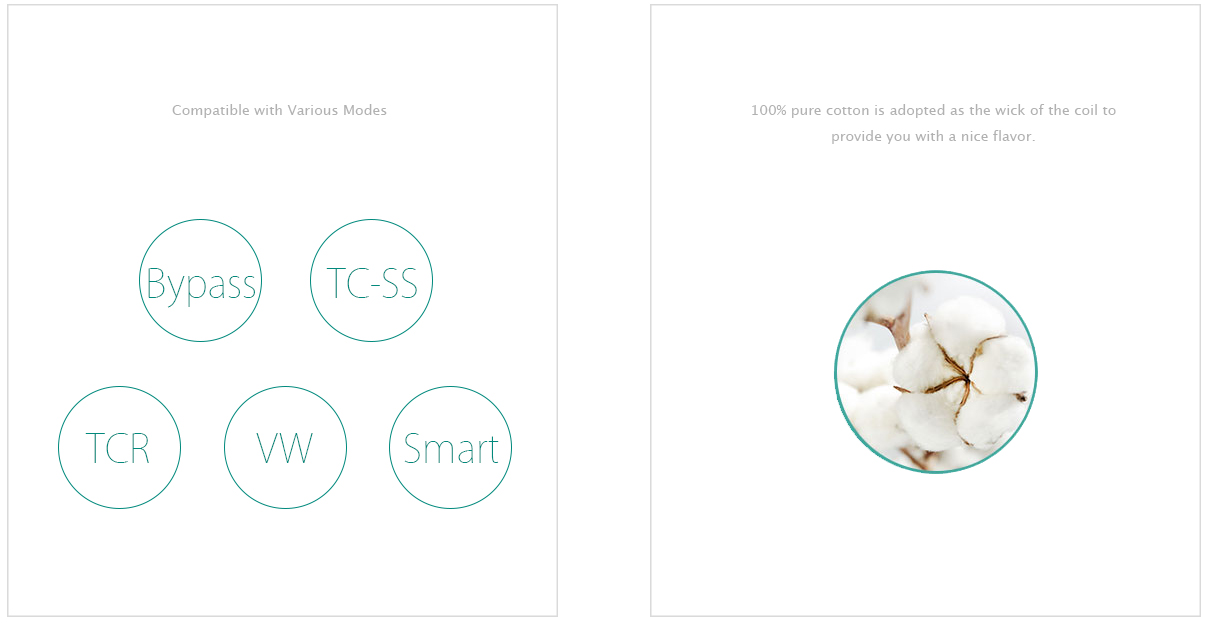 Compatible with Various Modes
Bypass
TC-SS
TCR
VW
Smart
100% pure cotton is adopted as the wick of the coil to
provide you with a nice flavor.